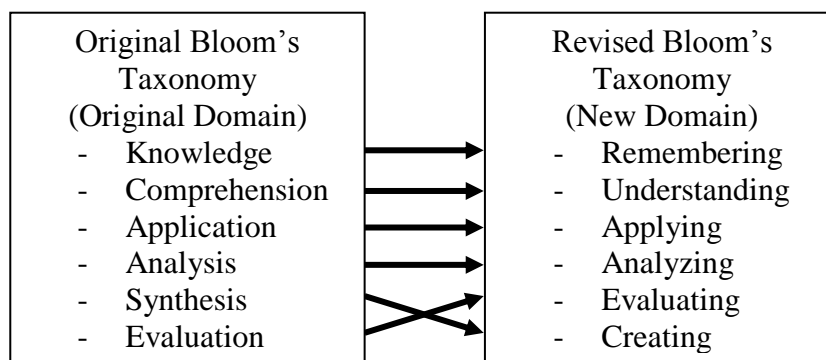 Original Bloom's
Taxonomy
(Original Domain)
- Knowledge
- Comprehension
- Application
- Analysis
- Synthesis
- Evaluation
Revised Bloom's
Taxonomy
(New Domain)
- Remembering
- Understanding
- Applying
- Analyzing
- Evaluating
- Creating